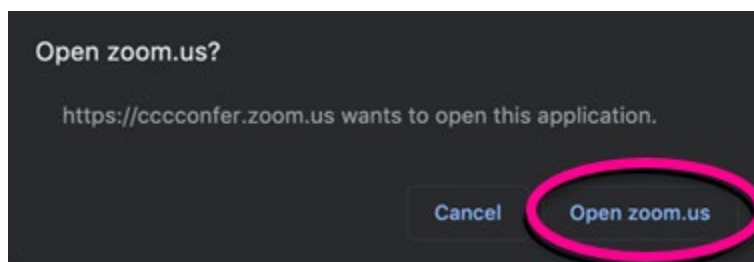 Open zoom.us?
https://cccconfer.zoom.us wants to open this application.
Cancel Open zoom.us